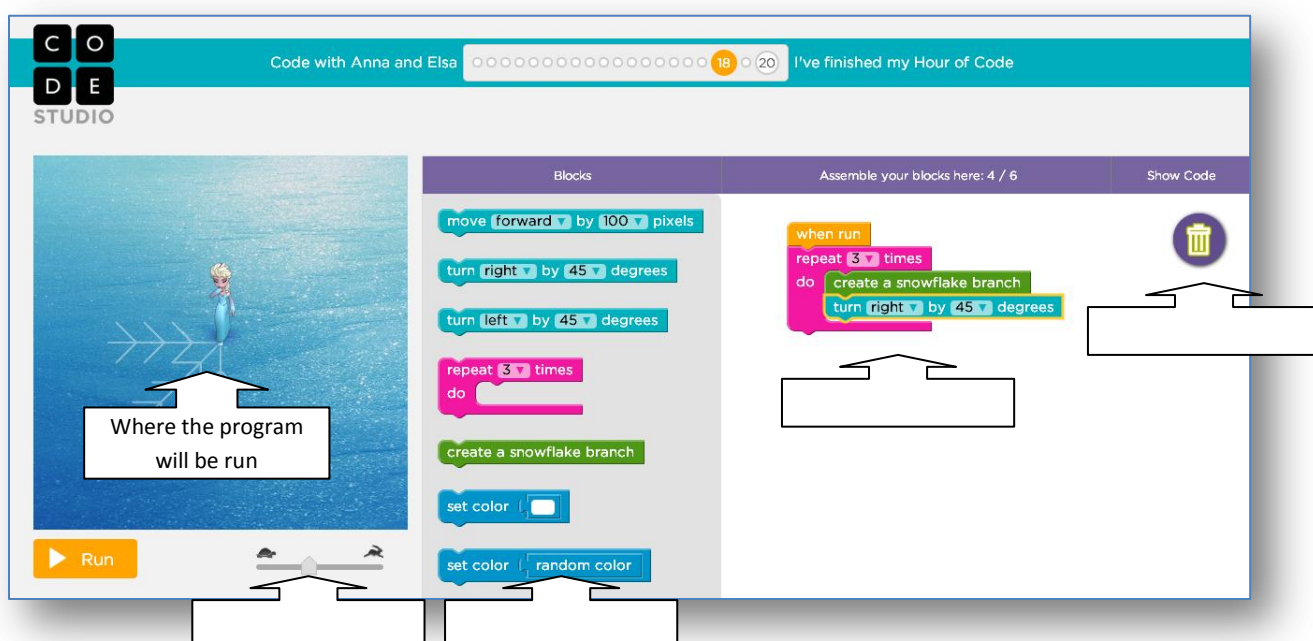 C O
D E
STUDIO
Code with Anna and Elsa 18 20 I've finished my Hour of Code
Blocks
Assemble your blocks here: 4 / 6
Show Code
move forward by 100 pixels
turn right by 45 degrees
turn left by 45 degrees
repeat 3 times
do
create a snowflake branch
set color
set color random color
when run
repeat 3 times
do create a snowflake branch
turn right by 45 degrees
Where the program
will be run
Run